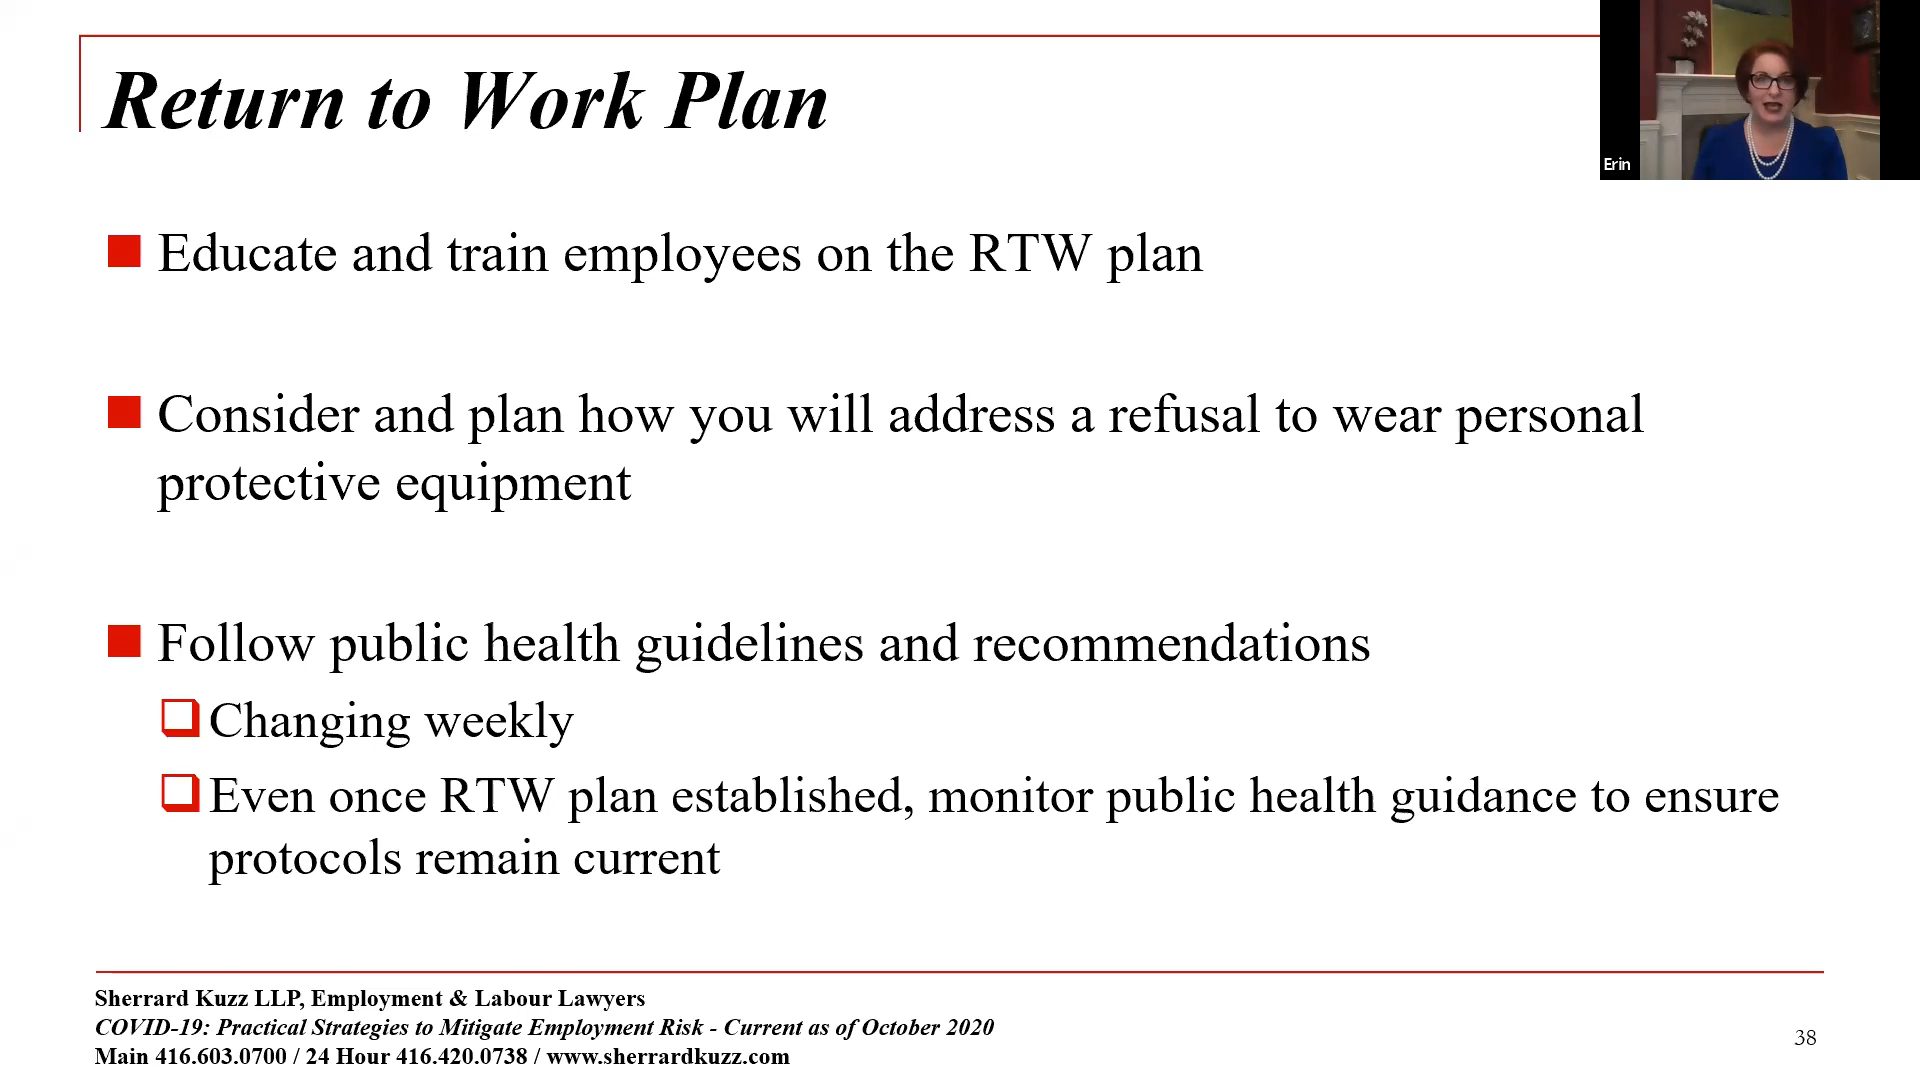 Return to Work Plan
Erin
Educate and train employees on the RTW plan
Consider and plan how you will address a refusal to wear personal
protective equipment
Follow public health guidelines and recommendations
Changing weekly
Even once RTW plan established, monitor public health guidance to ensure
protocols remain current
Sherrard Kuzz LLP, Employment & Labour Lawyers
COVID-19: Practical Strategies to Mitigate Employment Risk - Current as of October 2020
Main 416.603.0700 / 24 Hour 416.420.0738 / www.sherrardkuzz.com
38